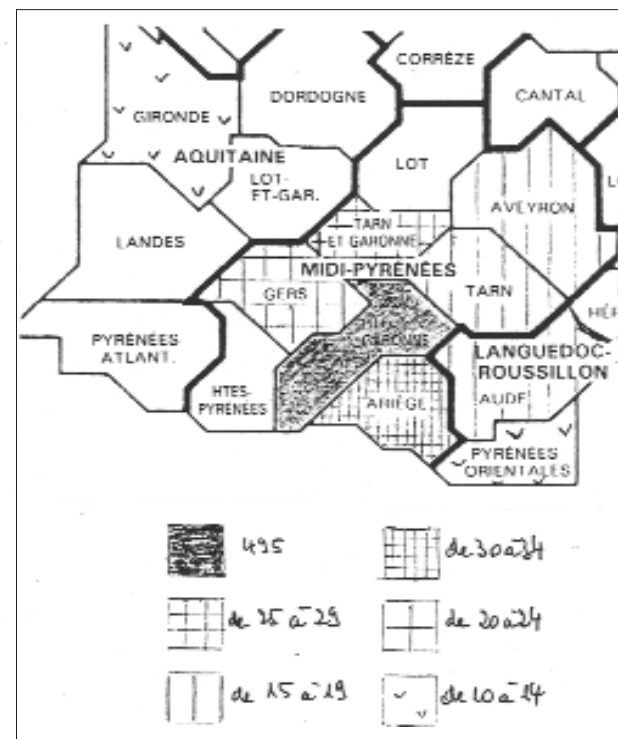 CORRÈZE
DORDOGNE
CANTAL
GIRONDE
AQUITAINE
LOT
LOT-
ET-GAR.
AVEYRON
TARN
ET GARONNE
LANDES
MIDI-PYRÉNÉES
GERS
TARN
HÉR
GARONNE
PYRÉNÉES
ATLANT.
LANGUEDOC-
ROUSSILLON
HTES-
PYRÉNÉES
ARIÈGE
AUDE
PYRÉNÉES
ORIENTALES
495
de 30 à 34
de 25 à 29
de 20 à 24
de 15 à 19
de 10 à 14